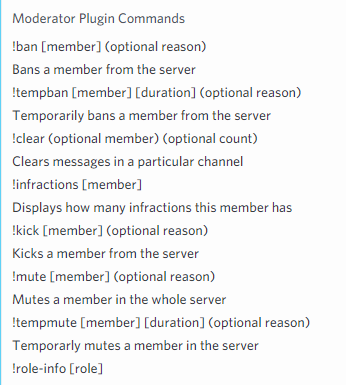 Moderator Plugin Commands
!ban [member] (optional reason)
Bans a member from the server
!tempban [member] [duration] (optional reason)
Temporarily bans a member from the server
!clear (optional member) (optional count)
Clears messages in a particular channel
!infractions [member]
Displays how many infractions this member has
!kick [member] (optional reason)
Kicks a member from the server
!mute [member] (optional reason)
Mutes a member in the whole server
!tempmute [member] [duration] (optional reason)
Temporarly mutes a member in the server
!role-info [role]